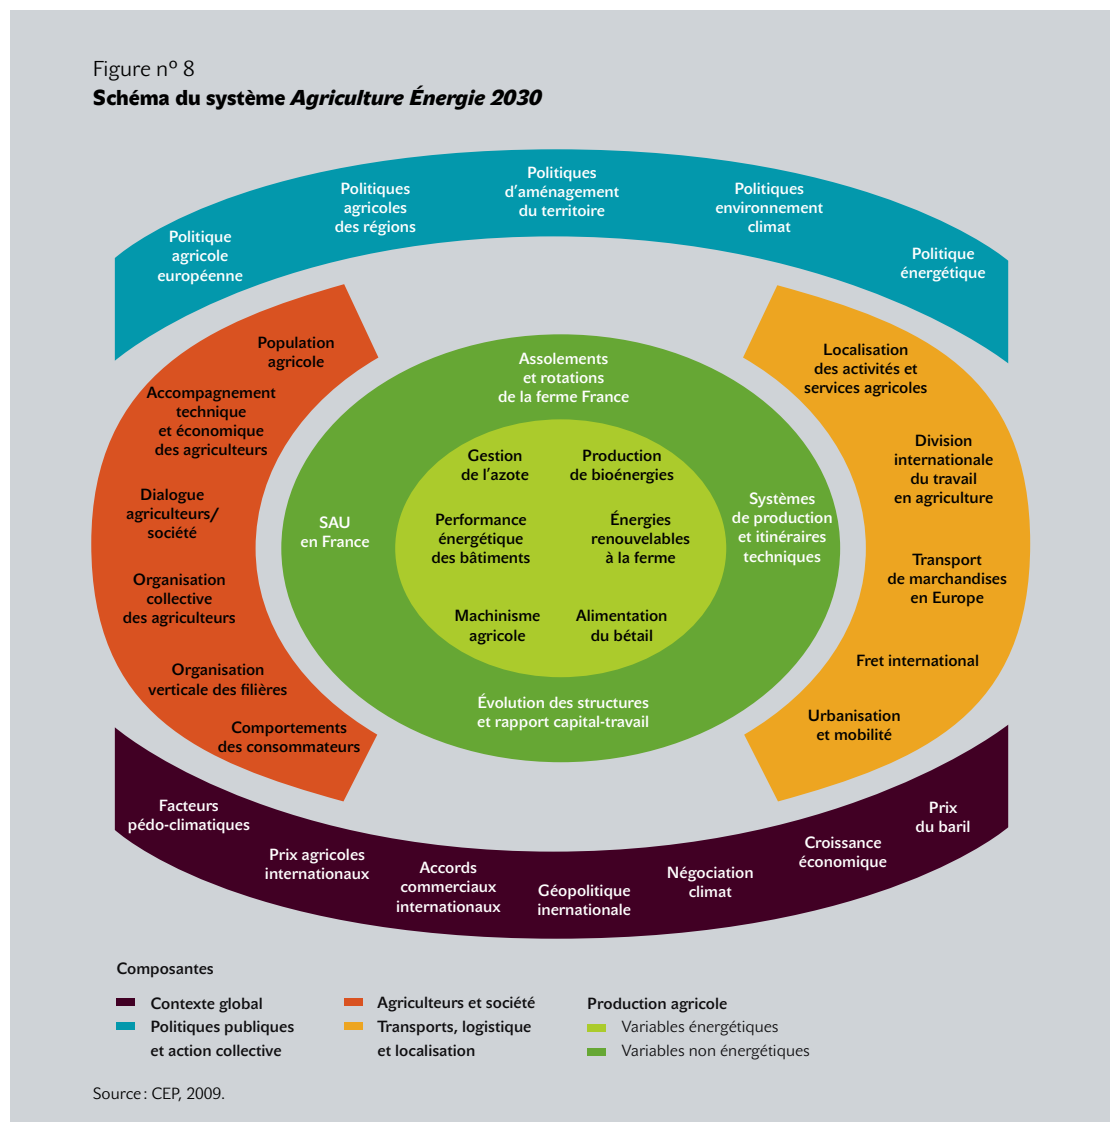 Figure nº 8
Schéma du système Agriculture Énergie 2030
Politique
agricole
européenne
Politiques
agricoles
des régions
Politiques
d'aménagement
du territoire
Politiques
environnement
climat
Politique
énergétique
Population
agricole
Accompagnement
technique
et économique
des agriculteurs
Dialogue
agriculteurs/
société
Organisation
collective
des agriculteurs
Organisation
verticale des filières
Comportements
des consommateurs
Assolements
et rotations
de la ferme France
SAU
en France
Systèmes
de production
et itinéraires
techniques
Évolution des structures
et rapport capital-travail
Gestion
de l'azote
Production
de bioénergies
Performance
énergétique
des bâtiments
Énergies
renouvelables
à la ferme
Machinisme
agricole
Alimentation
du bétail
Localisation
des activités et
services agricoles
Division
internationale
du travail
en agriculture
Transport
de marchandises
en Europe
Fret international
Urbanisation
et mobilité
Facteurs
pédo-climatiques
Prix agricoles
internationaux
Accords
commerciaux
internationaux
Géopolitique
inernationale
Négociation
climat
Croissance
économique
Prix
du baril
Composantes
Contexte global
Politiques publiques
et action collective
Agriculteurs et société
Transports, logistique
et localisation
Production agricole
Variables énergétiques
Variables non énergétiques
Source : CEP, 2009.